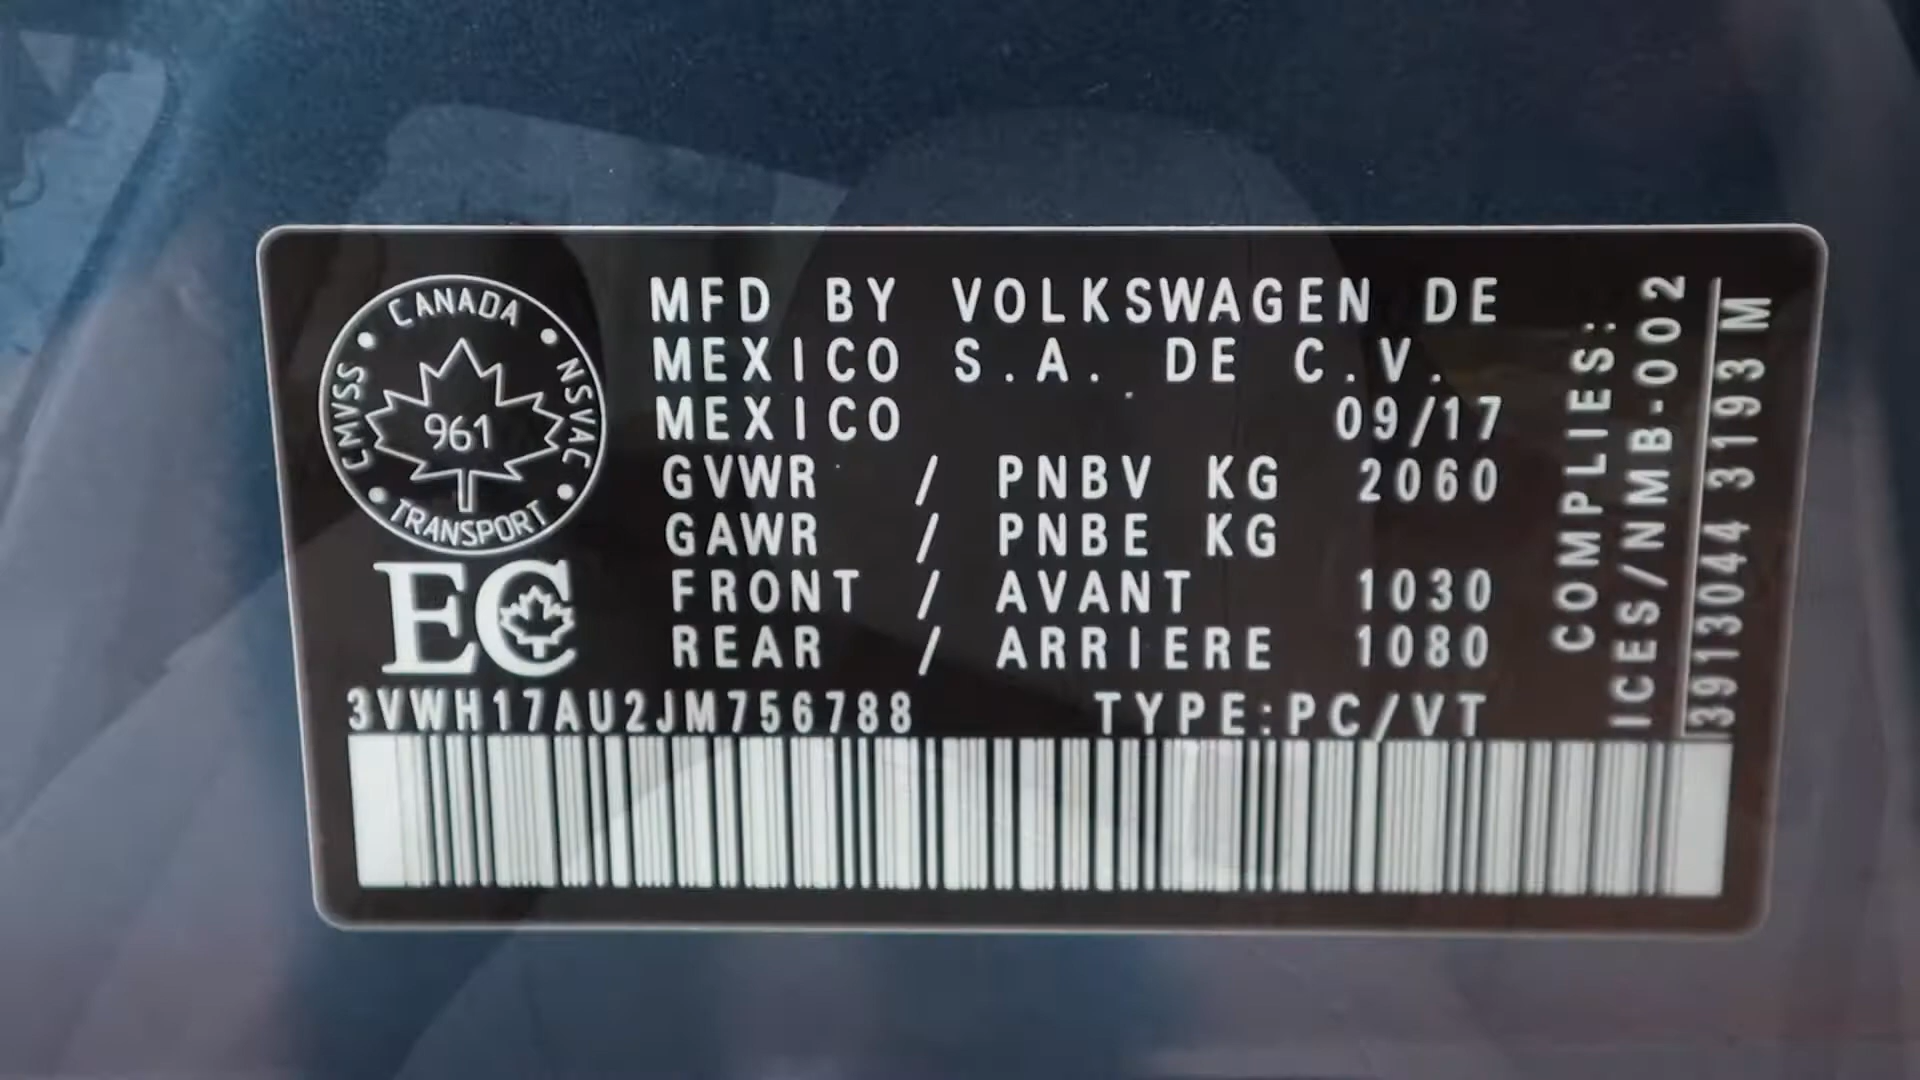 CANADA
CMVSS
NSVAC
961
TRANSPORT
EC
MFD BY VOLKSWAGEN DE
MEXICO S.A. DE C.V.
MEXICO 09/17
GVWR / PNBV KG 2060
GAWR / PNBE KG
FRONT / AVANT 1030
REAR / ARRIERE 1080
3VWH17AU2JM756788 TYPE:PC/VT
COMPLIES:
ICES/NMB-002
3913044 3193 M